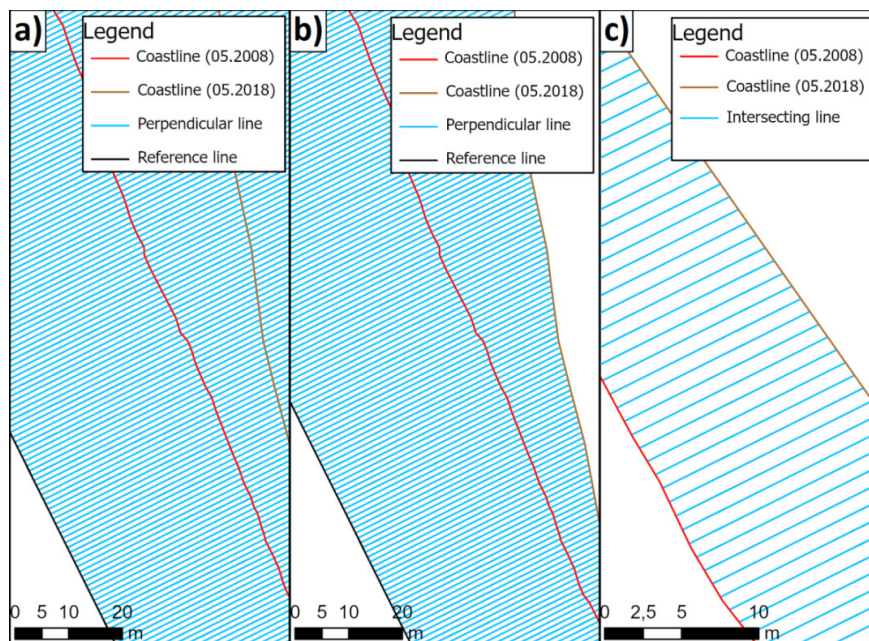 a)
Legend
Coastline (05.2008)
Coastline (05.2018)
Perpendicular line
Reference line
0 5 10 20 m
b)
Legend
Coastline (05.2008)
Coastline (05.2018)
Perpendicular line
Reference line
0 5 10 20 m
c)
Legend
Coastline (05.2008)
Coastline (05.2018)
Intersecting line
0 2,5 5 10 m